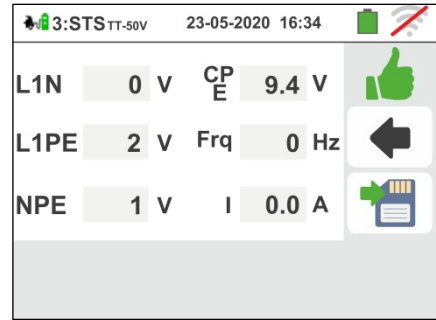 3:STS TT-50V 23-05-2020 16:34
L1N 0 V CPE 9.4 V
L1PE 2 V Frq 0 Hz
NPE 1 V I 0.0 A